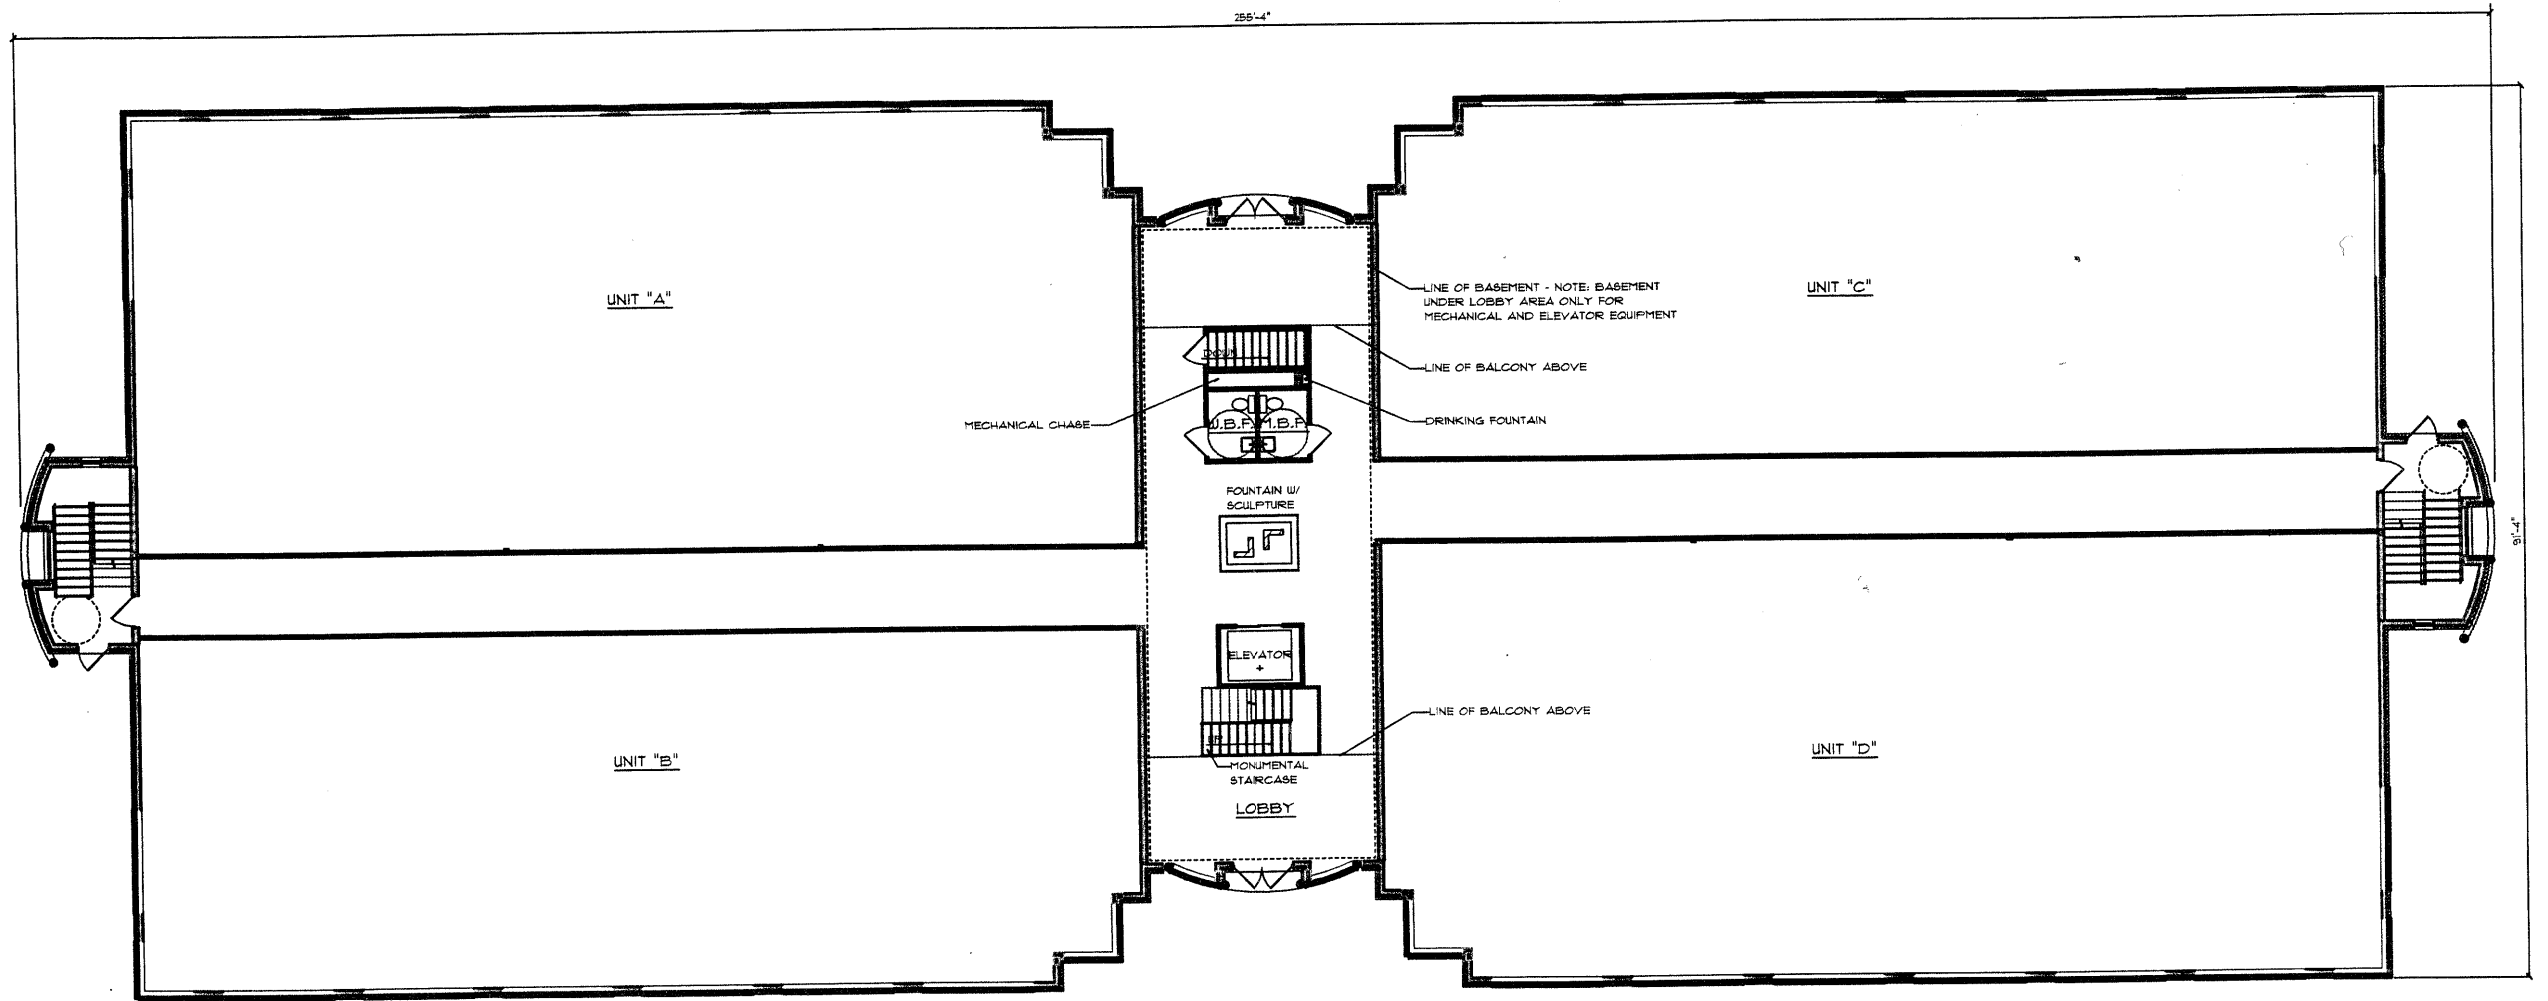 255'-4"
UNIT "A"
UNIT "C"
LINE OF BASEMENT - NOTE: BASEMENT
UNDER LOBBY AREA ONLY FOR
MECHANICAL AND ELEVATOR EQUIPMENT
DOWN
LINE OF BALCONY ABOVE
MECHANICAL CHASE
W.B.F.
M.B.F.
DRINKING FOUNTAIN
FOUNTAIN W/
SCULPTURE
91'-4"
ELEVATOR
LINE OF BALCONY ABOVE
UP
UNIT "B"
UNIT "D"
MONUMENTAL
STAIRCASE
LOBBY